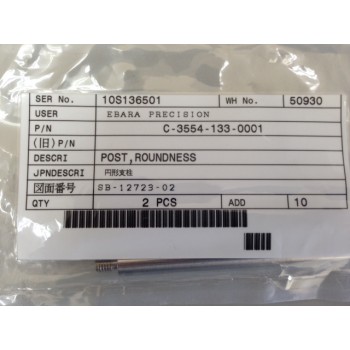 SER No. 10S136501 WH No. 50930
USER EBARA PRECISION
P/N C-3554-133-0001
(旧)P/N
DESCRI POST,ROUNDNESS
JPNDESCRI 円形支柱
図面番号 SB-12723-02
QTY 2 PCS ADD 10